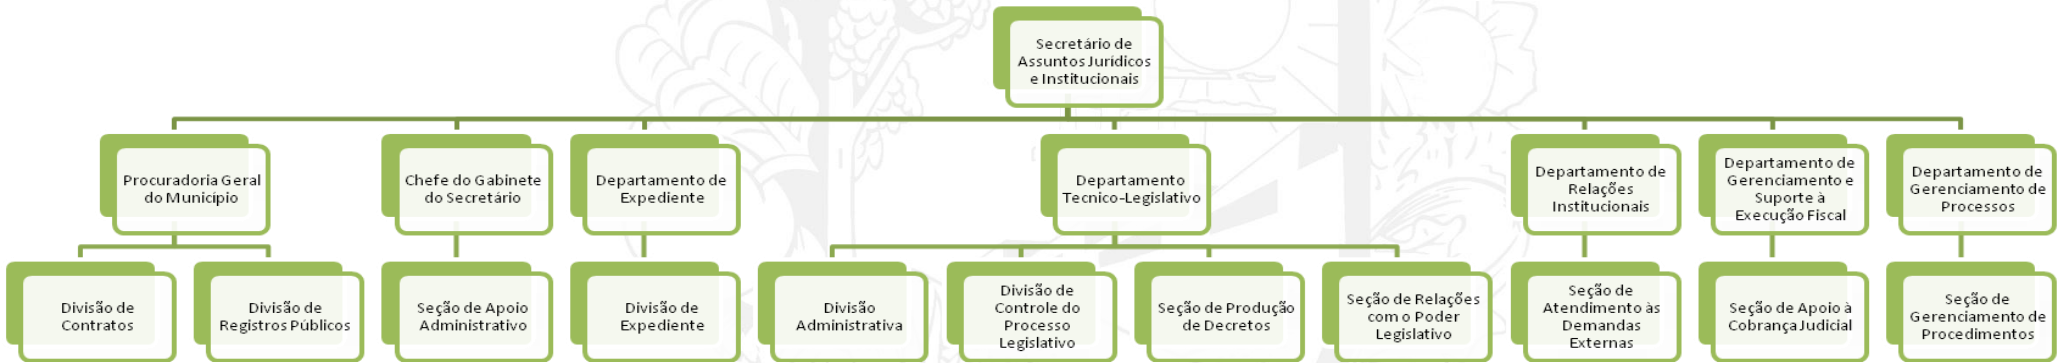 Secretário de
Assuntos Jurídicos
e Institucionais
Procuradoria Geral
do Município
Chefe do Gabinete
do Secretário
Departamento de
Expediente
Departamento
Tecnico-Legislativo
Departamento de
Relações
Institucionais
Departamento de
Gerenciamento e
Suporte à
Execução Fiscal
Departamento de
Gerenciamento de
Processos
Divisão de
Contratos
Divisão de
Registros Públicos
Seção de Apoio
Administrativo
Divisão de
Expediente
Divisão
Administrativa
Divisão de
Controle do
Processo
Legislativo
Seção de Produção
de Decretos
Seção de Relações
com o Poder
Legislativo
Seção de
Atendimento às
Demandas
Externas
Seção de Apoio à
Cobrança Judicial
Seção de
Gerenciamento de
Procedimentos